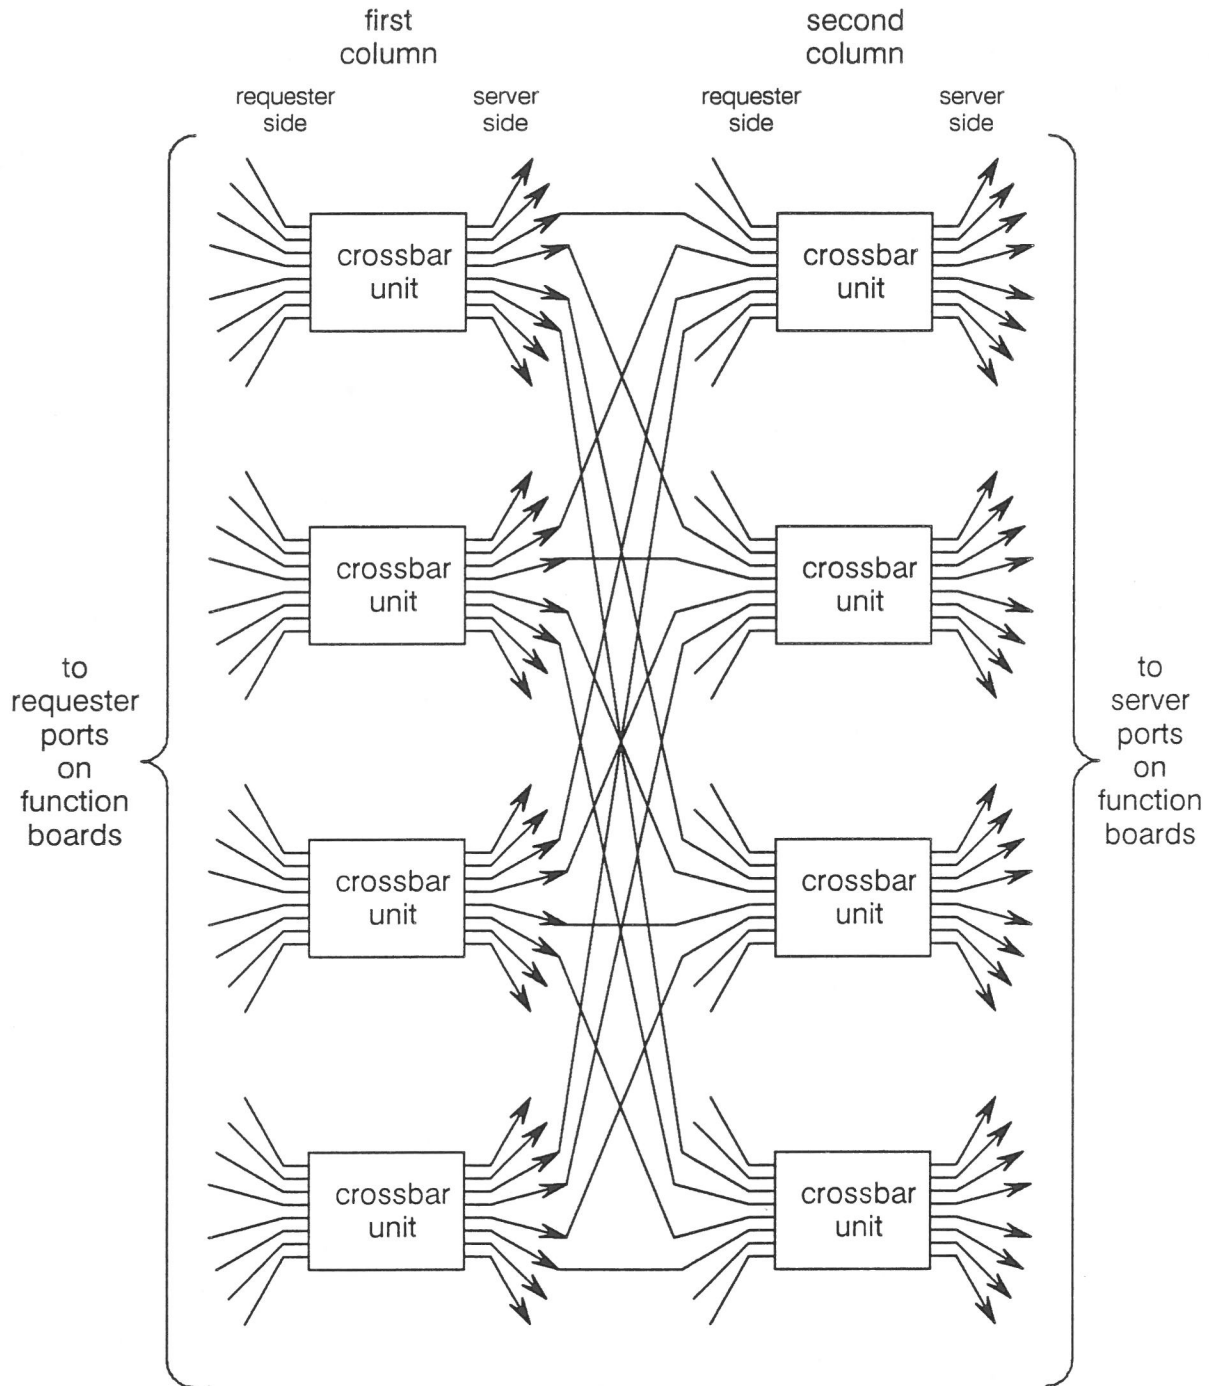 first
column
second
column
requester
side
server
side
requester
side
server
side
crossbar
unit
crossbar
unit
crossbar
unit
crossbar
unit
to
requester
ports
on
function
boards
to
server
ports
on
function
boards
crossbar
unit
crossbar
unit
crossbar
unit
crossbar
unit